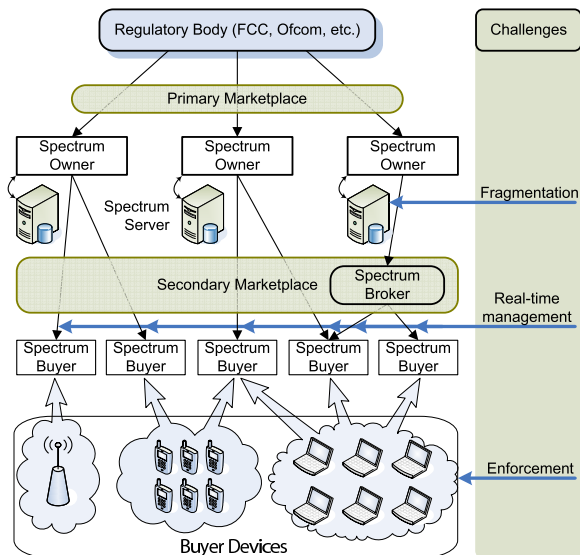 Regulatory Body (FCC, Ofcom, etc.)
Challenges
Primary Marketplace
Spectrum
Owner
Spectrum
Owner
Spectrum
Owner
Spectrum
Server
Fragmentation
Secondary Marketplace
Spectrum
Broker
Real-time
management
Spectrum
Buyer
Spectrum
Buyer
Spectrum
Buyer
Spectrum
Buyer
Spectrum
Buyer
Enforcement
Buyer Devices